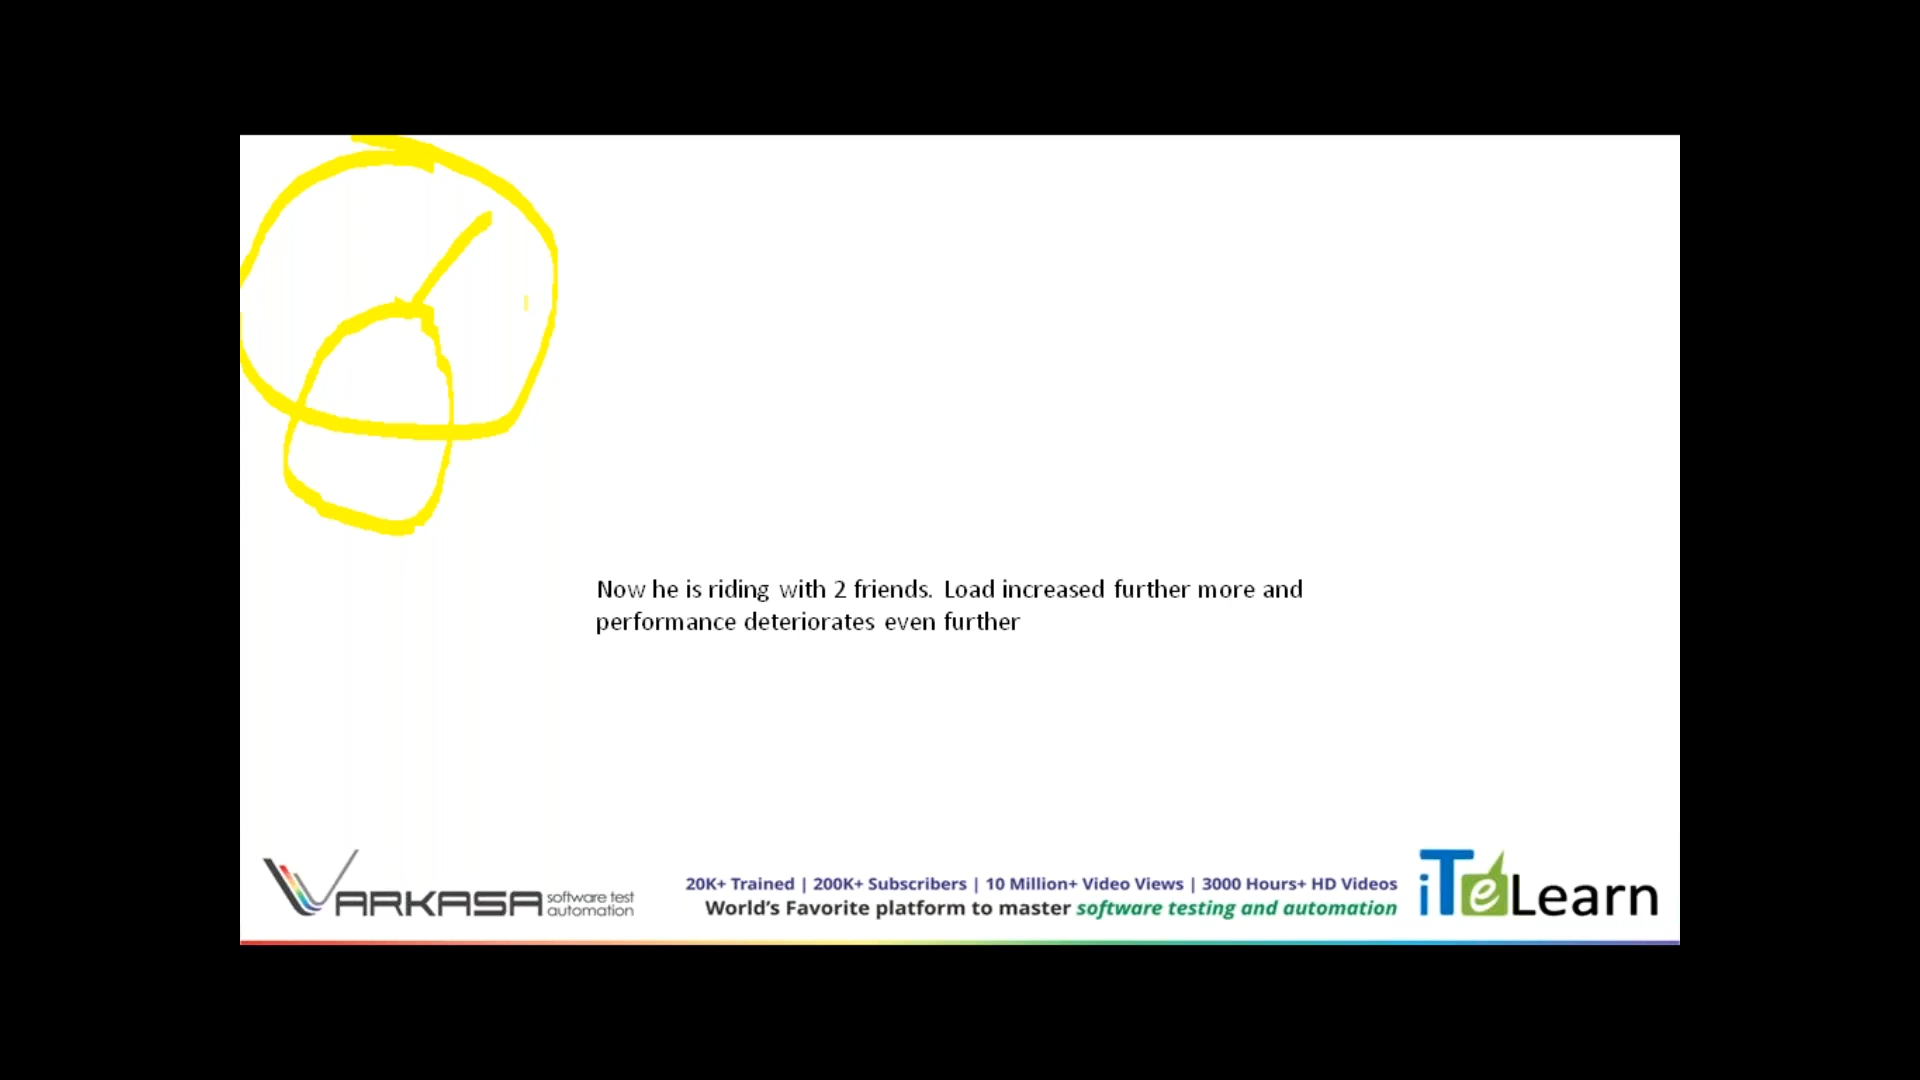 Now he is riding with 2 friends. Load increased further more and
performance deteriorates even further
VARKASA software test
automation
20K+ Trained | 200K+ Subscribers | 10 Million+ Video Views | 3000 Hours+ HD Videos
World's Favorite platform to master software testing and automation
iTeLearn